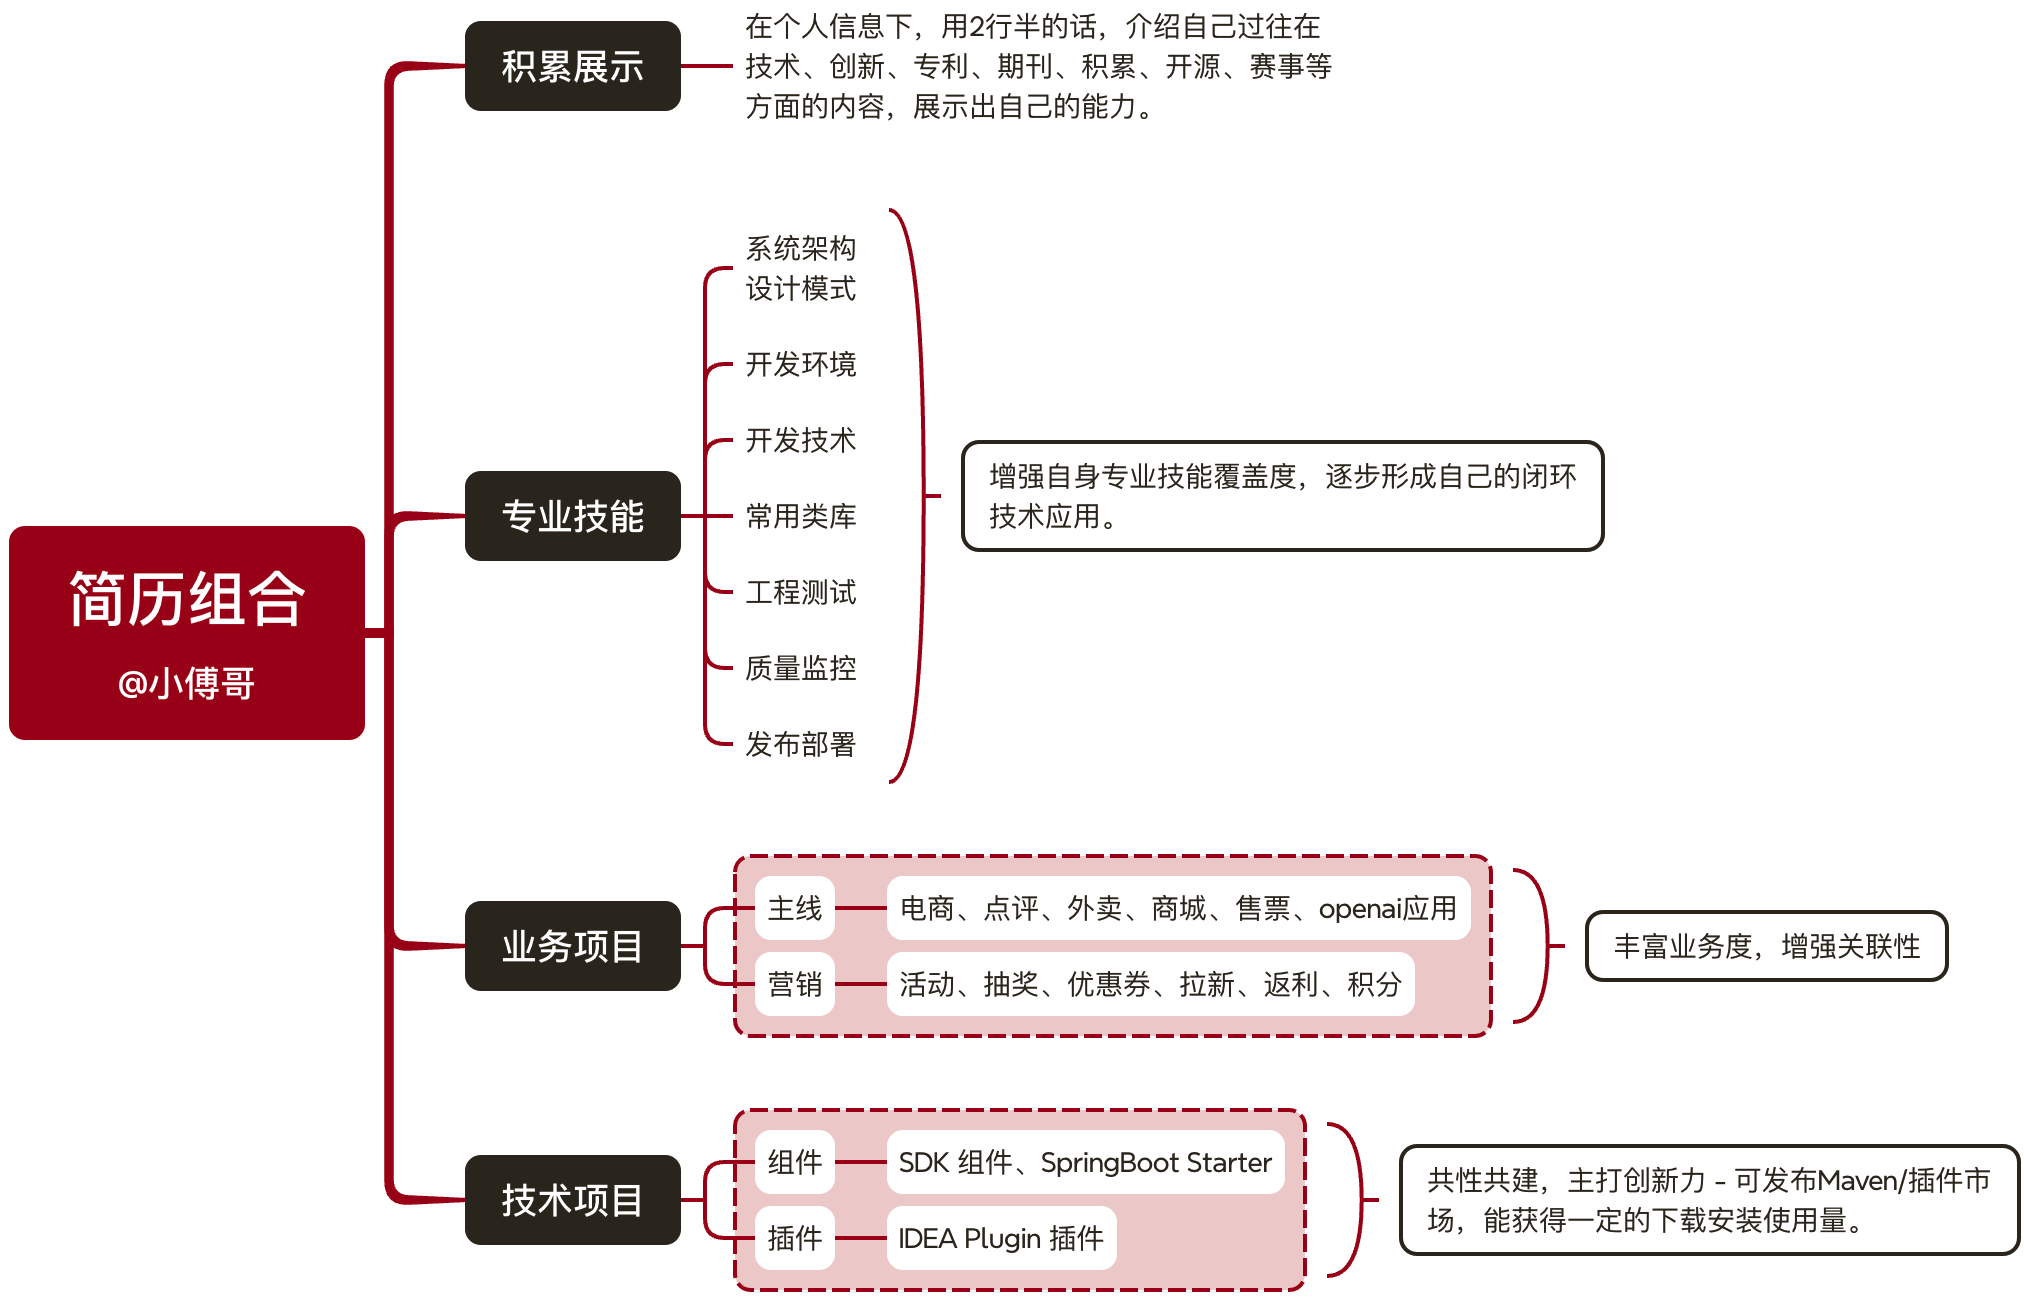 简历组合
@小傅哥
积累展示
在个人信息下，用2行半的话，介绍自己过往在
技术、创新、专利、期刊、积累、开源、赛事等
方面的内容，展示出自己的能力。
专业技能
系统架构
设计模式
开发环境
开发技术
常用类库
工程测试
质量监控
发布部署
增强自身专业技能覆盖度，逐步形成自己的闭环
技术应用。
业务项目
主线
电商、点评、外卖、商城、售票、openai应用
营销
活动、抽奖、优惠券、拉新、返利、积分
丰富业务度，增强关联性
技术项目
组件
SDK 组件、SpringBoot Starter
插件
IDEA Plugin 插件
共性共建，主打创新力 - 可发布Maven/插件市
场，能获得一定的下载安装使用量。